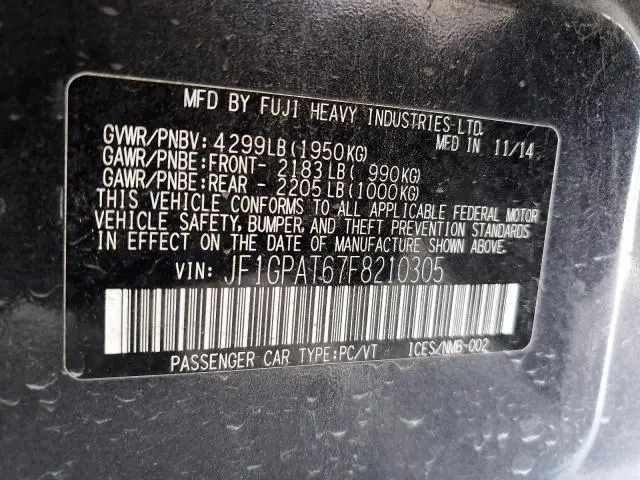 MFD BY FUJI HEAVY INDUSTRIES-LTD.
GVWR/PNBV: 4299LB(1950KG) MED IN 11/14
GAWR/PNBE:FRONT- 2183LB( 990KG)
GAWR/PNBE:REAR - 2205LB(1000KG)
THIS VEHICLE CONFORMS TO ALL APPLICABLE FEDERAL MOTOR
VEHICLE SAFETY, BUMPER, AND THEFT PREVENTION STANDARDS
IN EFFECT ON THE DATE OF MANUFACTURE SHOWN ABOVE.
VIN: JF1GPAT67F8210305
PASSENGER CAR TYPE:PC/VT ICES/NMB-002